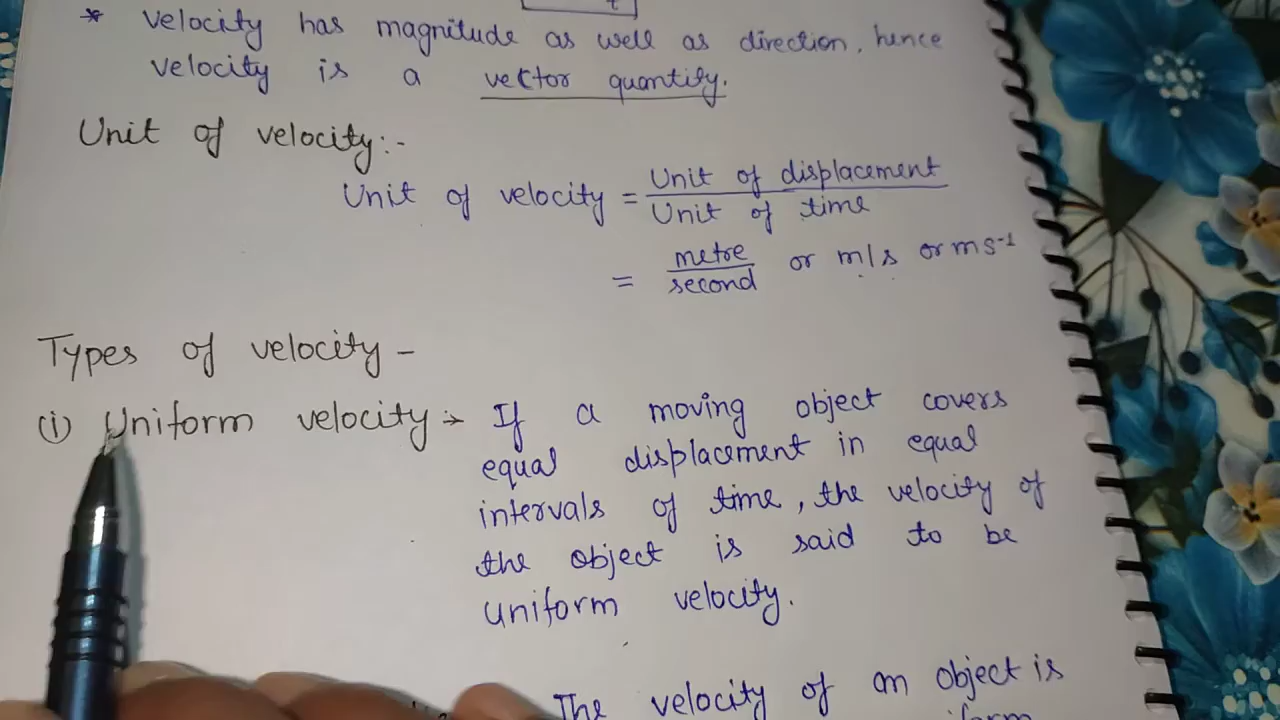 * velocity has magnitude as well as direction, hence
velocity is a vector quantity.
Unit of velocity:-
Unit of velocity = Unit of displacement
Unit of time
= metre or m/s or ms⁻¹
second
Types of velocity -
(i) Uniform velocity :- If a moving object covers
equal displacement in equal
intervals of time, the velocity of
the object is said to be
uniform velocity.
The velocity of an object is